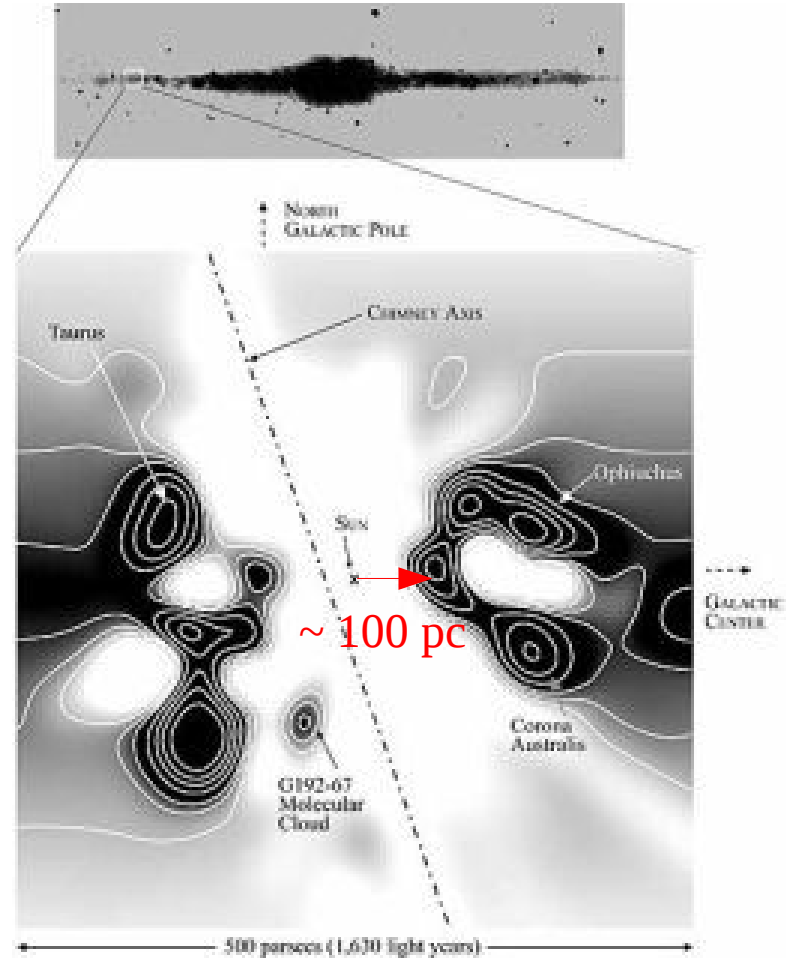 NORTH
GALACTIC POLE
CHIMNEY AXIS
Taurus
Ophiuchus
SUN
GALACTIC
CENTER
~ 100 pc
Corona
Australis
G192-67
Molecular
Cloud
500 parsecs (1,630 light years)